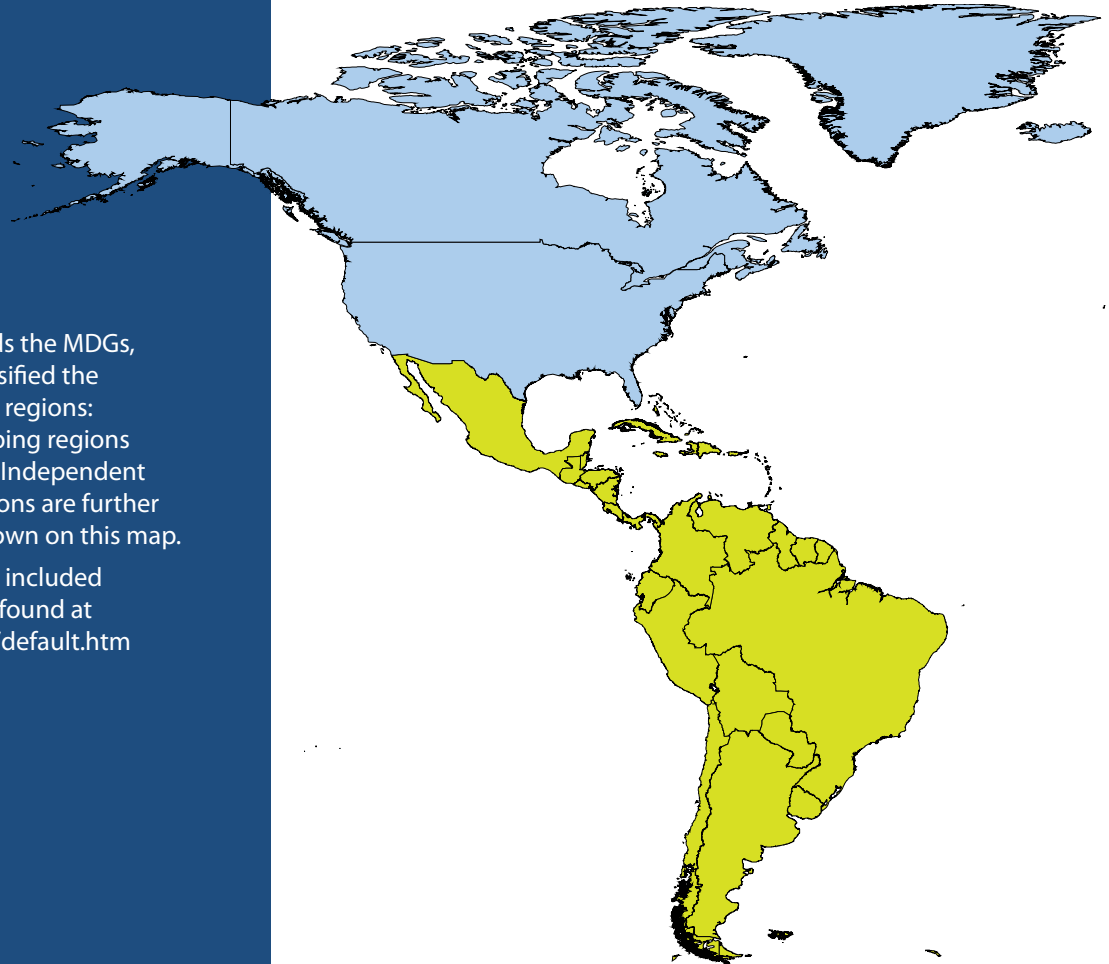 ls the MDGs,
sified the
regions:
ping regions
Independent
ions are further
own on this map.
included
found at
/default.htm